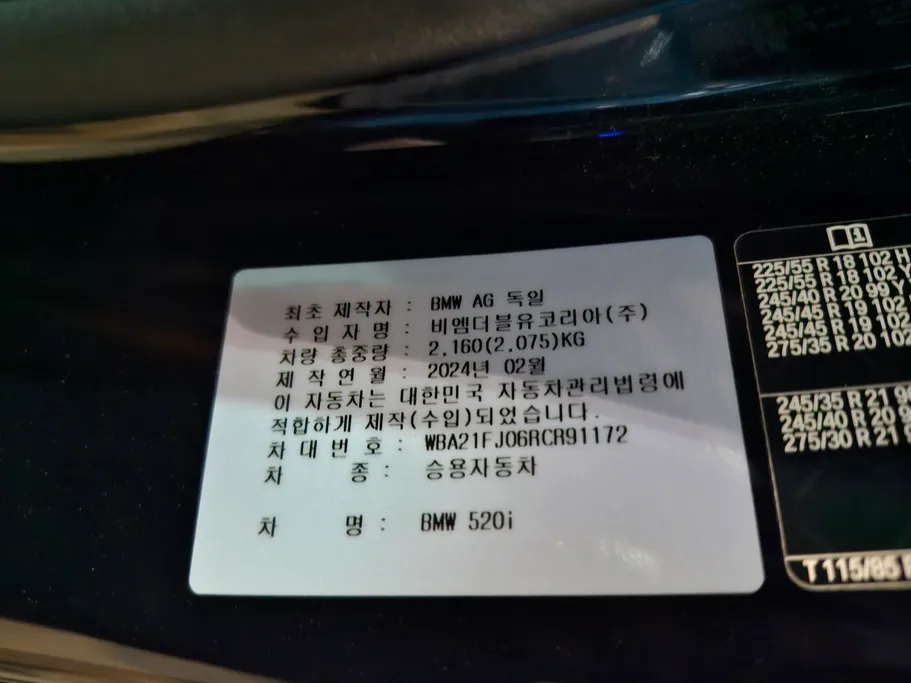 최초 제작자 : BMW AG 독일
수 입 자 명 : 비엠더블유코리아(주)
차량 총중량 : 2,160(2,075)KG
제 작 연 월 : 2024년 02월
이 자동차는 대한민국 자동차관리법령에
적합하게 제작(수입)되었습니다.
차 대 번 호 : WBA21FJ06RCR91172
차 종 : 승용자동차
차 명 : BMW 520i
225/55 R 18 102 H
225/55 R 18 102 Y
245/40 R 20 99 Y
245/45 R 19 102
245/45 R 19 102
275/35 R 20 102
245/35 R 21
245/40 R 20
275/30 R 21
T 115/85